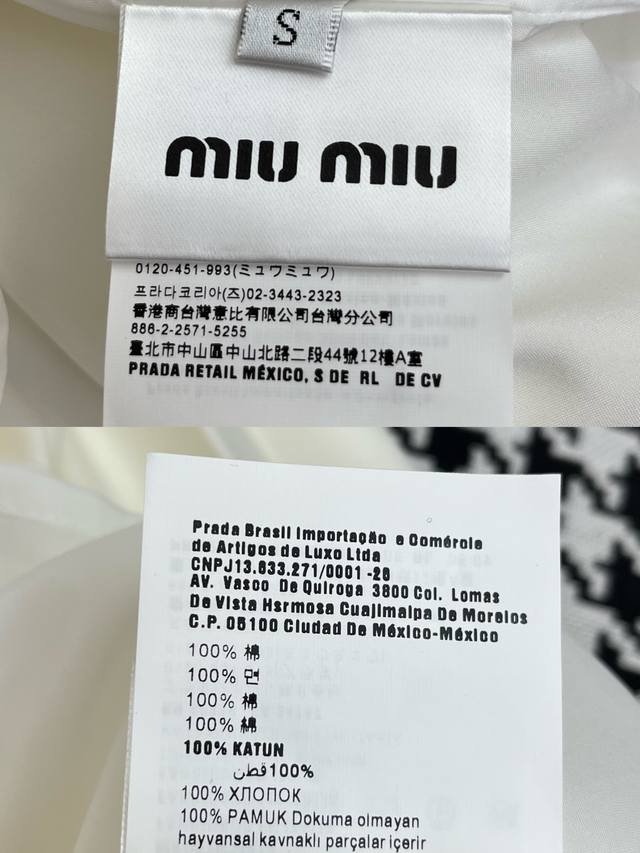 S
miu miu
0120-451-993(ミュウミュウ)
프라다코리아(즈)02-3443-2323
香港商台灣意比有限公司台灣分公司
886-2-2571-5255
臺北市中山區中山北路二段44號12樓A室
PRADA RETAIL MÉXICO, S DE RL DE CV
Prada Brasil Importação e Comércio
de Artigos de Luxo Ltda
CNPJ13.633.271/0001-26
AV. Vasco De Quiroga 3800 Col. Lomas
De Vista Hsrmosa Cuajimalpa De Morelos
C.P. 05100 Ciudad De México-México
100% 棉
100% 면
100% 棉
100% 綿
100% KATUN
100% قطن
100% ХЛОПОК
100% PAMUK Dokuma olmayan
hayvansal kavnaklı parçalar içerir